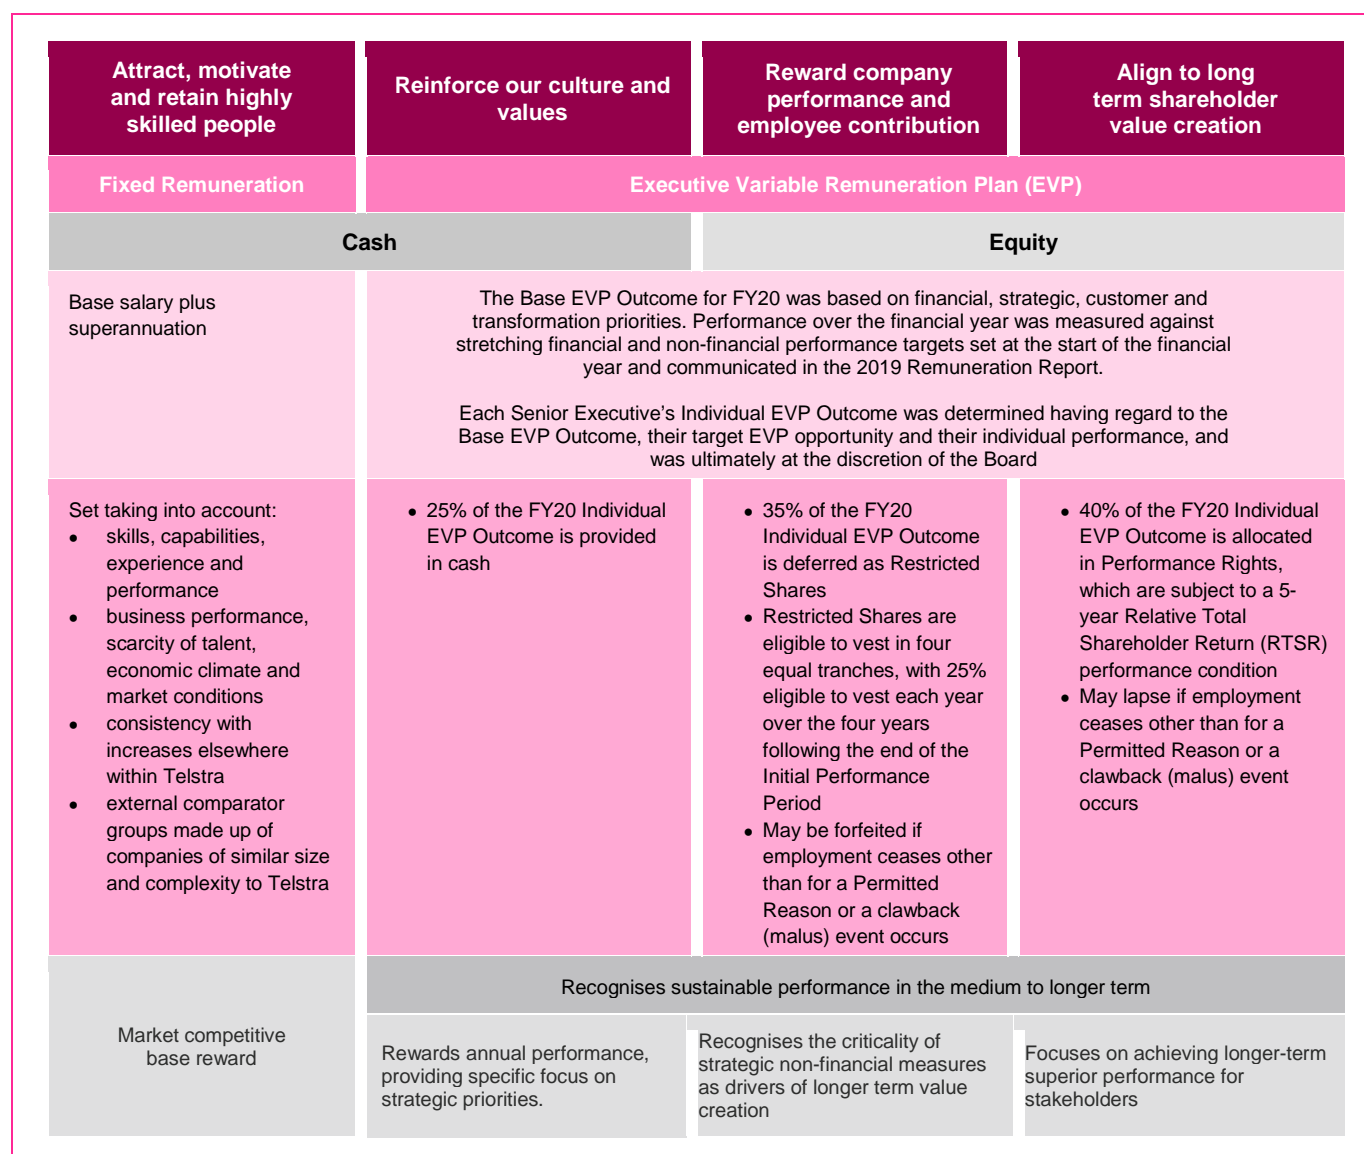 Attract, motivate
and retain highly
skilled people
Reinforce our culture and
values
Reward company
performance and
employee contribution
Align to long
term shareholder
value creation
Fixed Remuneration
Executive Variable Remuneration Plan (EVP)
Cash
Equity
Base salary plus
superannuation
The Base EVP Outcome for FY20 was based on financial, strategic, customer and
transformation priorities. Performance over the financial year was measured against
stretching financial and non-financial performance targets set at the start of the financial
year and communicated in the 2019 Remuneration Report.
Each Senior Executive's Individual EVP Outcome was determined having regard to the
Base EVP Outcome, their target EVP opportunity and their individual performance, and
was ultimately at the discretion of the Board
Set taking into account:
• skills, capabilities,
experience and
performance
• business performance,
scarcity of talent,
economic climate and
market conditions
• consistency with
increases elsewhere
within Telstra
• external comparator
groups made up of
companies of similar size
and complexity to Telstra
• 25% of the FY20 Individual
EVP Outcome is provided
in cash
• 35% of the FY20
Individual EVP Outcome
is deferred as Restricted
Shares
• Restricted Shares are
eligible to vest in four
equal tranches, with 25%
eligible to vest each year
over the four years
following the end of the
Initial Performance
Period
• May be forfeited if
employment ceases other
than for a Permitted
Reason or a clawback
(malus) event occurs
• 40% of the FY20 Individual
EVP Outcome is allocated
in Performance Rights,
which are subject to a 5-
year Relative Total
Shareholder Return (RTSR)
performance condition
• May lapse if employment
ceases other than for a
Permitted Reason or a
clawback (malus) event
occurs
Market competitive
base reward
Recognises sustainable performance in the medium to longer term
Rewards annual performance,
providing specific focus on
strategic priorities.
Recognises the criticality of
strategic non-financial measures
as drivers of longer term value
creation
Focuses on achieving longer-term
superior performance for
stakeholders